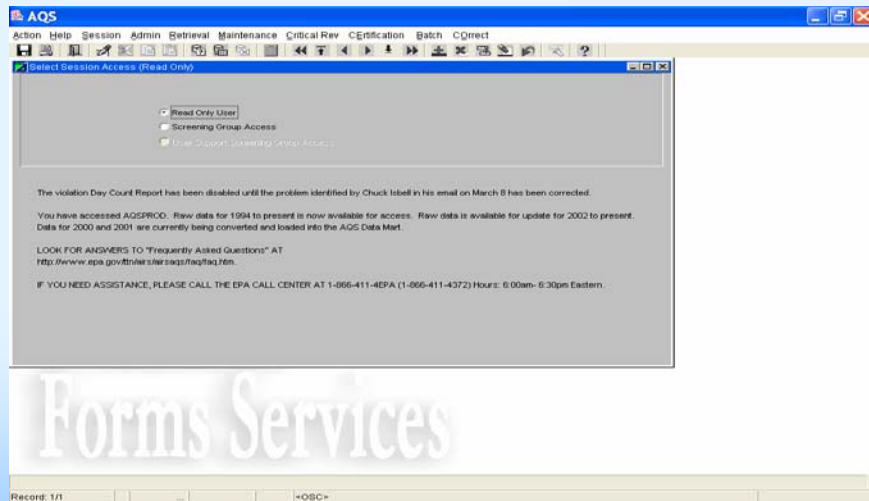 AQS
Action Help Session Admin Retrieval Maintenance Critical Rev CErtification Batch COrrect
Select Session Access (Read Only)
Read Only User
Screening Group Access
User Support Screening Group Access
The violation Day Count Report has been disabled until the problem identified by Chuck Isbell in his email on March 8 has been corrected.
You have accessed AQSPROD. Raw data for 1994 to present is now available for access. Raw data is available for update for 2002 to present.
Data for 2000 and 2001 are currently being converted and loaded into the AQS Data Mart.
LOOK FOR ANSWERS TO "Frequently Asked Questions" AT
http://www.epa.gov/ttn/airs/airsaqs/faq/faq.htm.
IF YOU NEED ASSISTANCE, PLEASE CALL THE EPA CALL CENTER AT 1-866-411-4EPA (1-866-411-4372) Hours: 6:00am- 6:30pm Eastern.
Forms Services
Record: 1/1 ... <OSC>